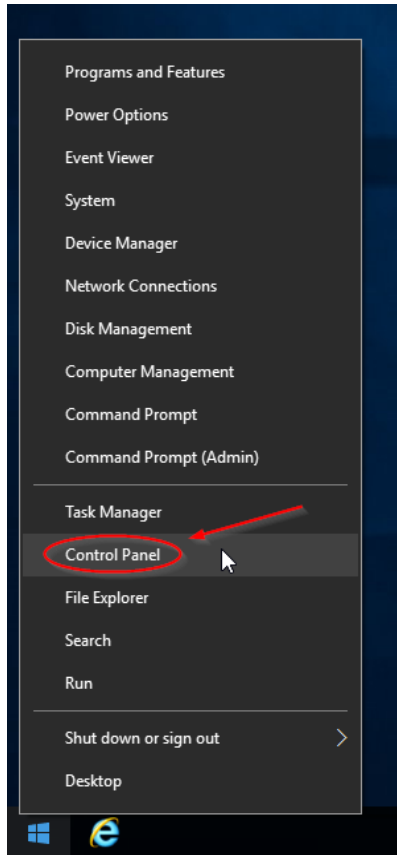 Programs and Features
Power Options
Event Viewer
System
Device Manager
Network Connections
Disk Management
Computer Management
Command Prompt
Command Prompt (Admin)
Task Manager
Control Panel
File Explorer
Search
Run
Shut down or sign out
Desktop